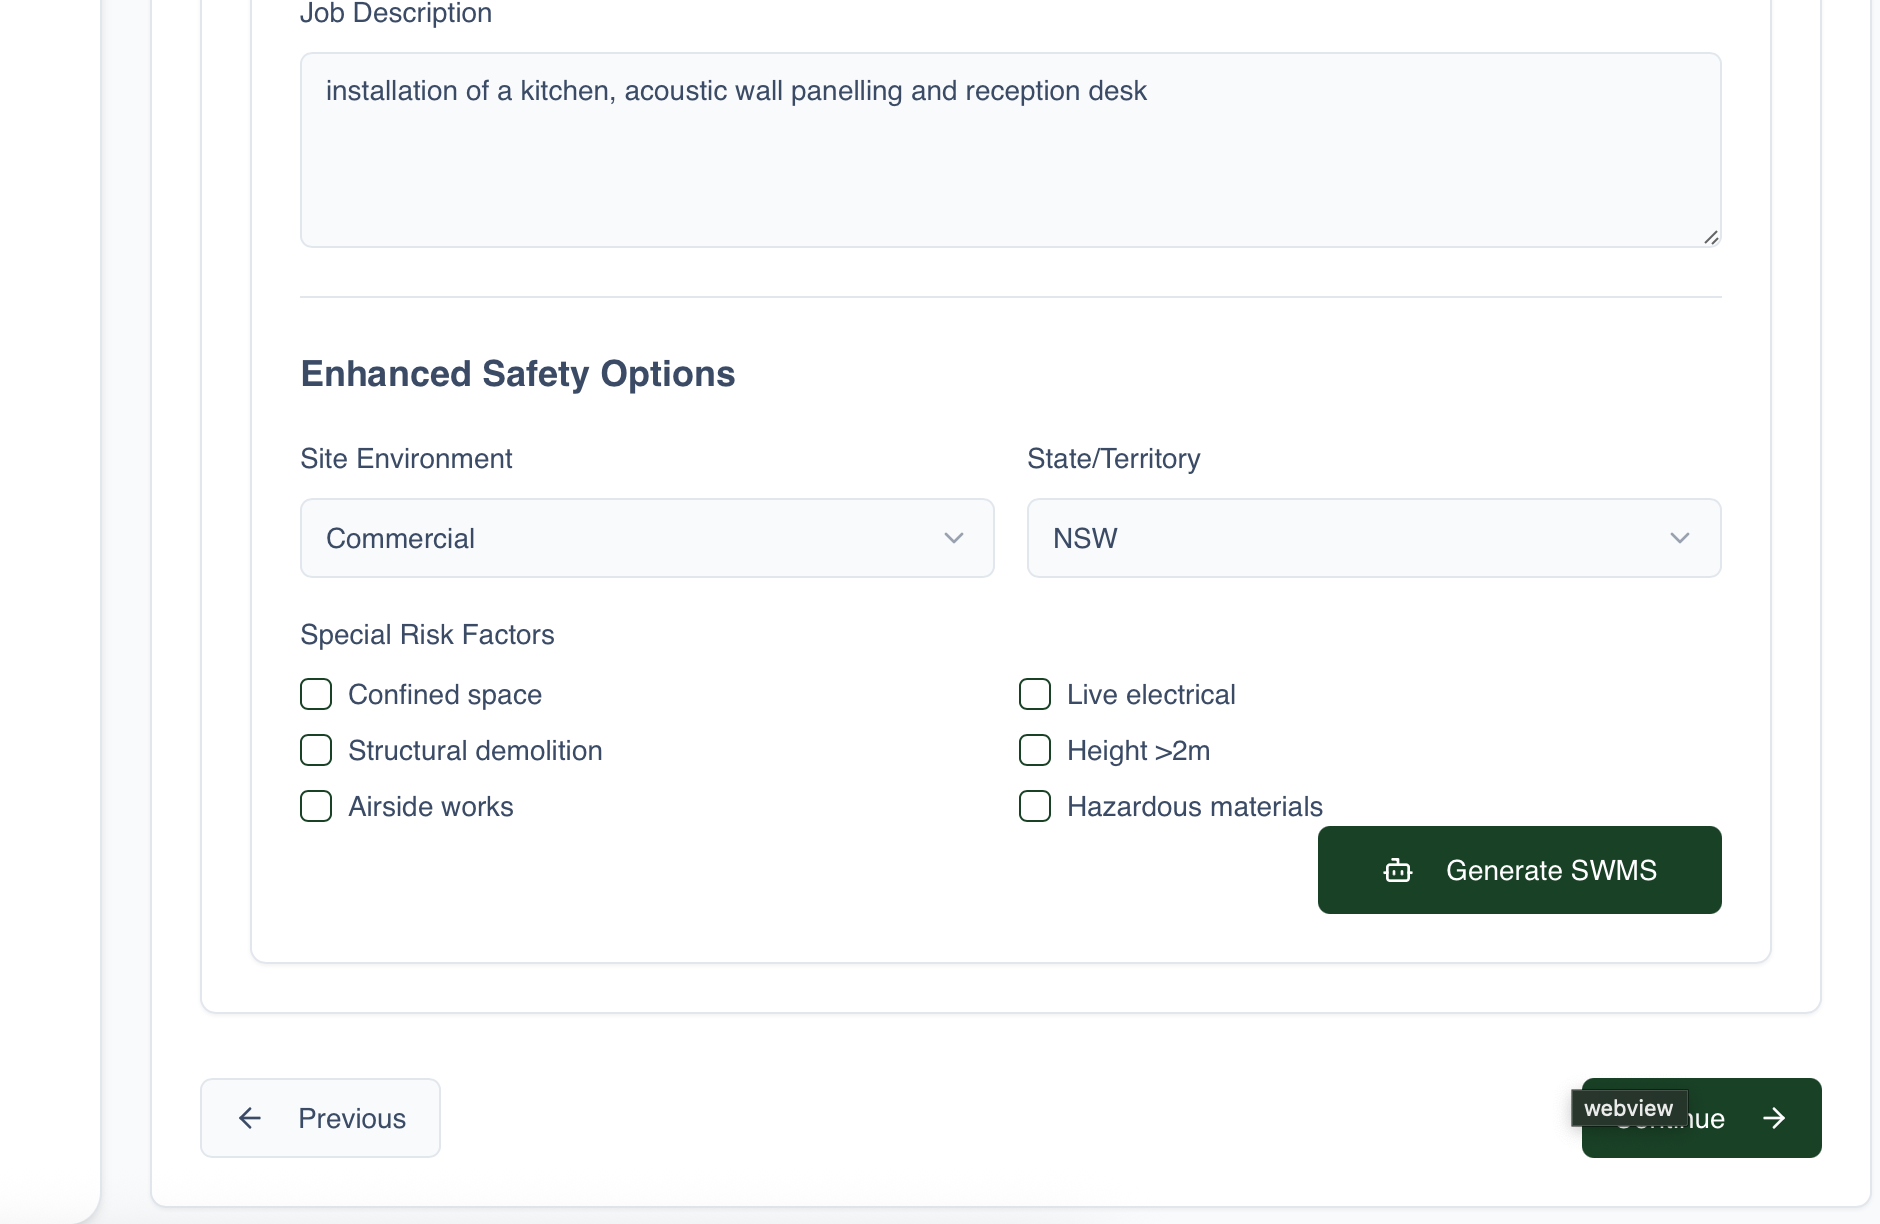 Job Description
installation of a kitchen, acoustic wall panelling and reception desk
Enhanced Safety Options
Site Environment
State/Territory
Commercial
NSW
Special Risk Factors
Confined space
Live electrical
Structural demolition
Height >2m
Airside works
Hazardous materials
Generate SWMS
Previous
webview
Continue